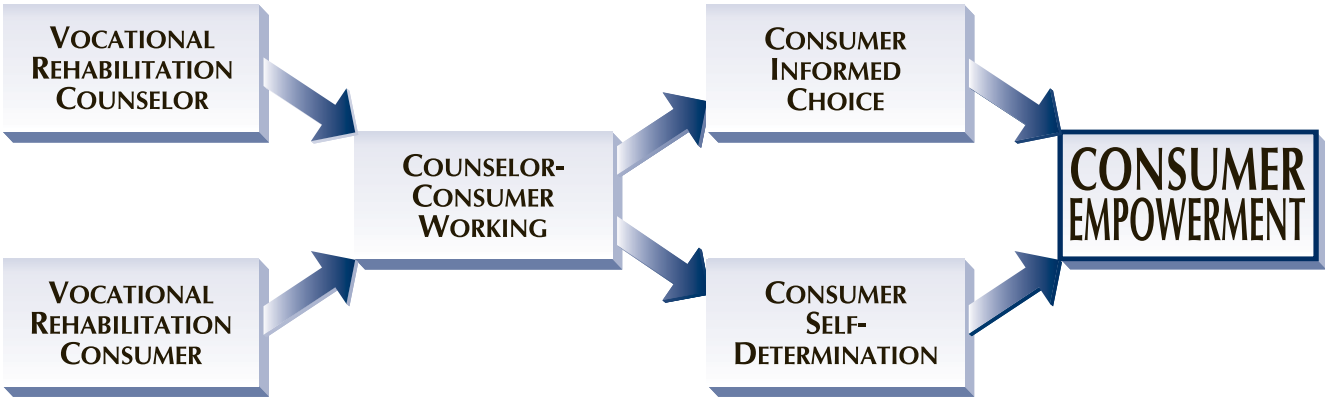 VOCATIONAL
REHABILITATION
COUNSELOR
VOCATIONAL
REHABILITATION
CONSUMER
COUNSELOR-
CONSUMER
WORKING
CONSUMER
INFORMED
CHOICE
CONSUMER
SELF-
DETERMINATION
CONSUMER
EMPOWERMENT